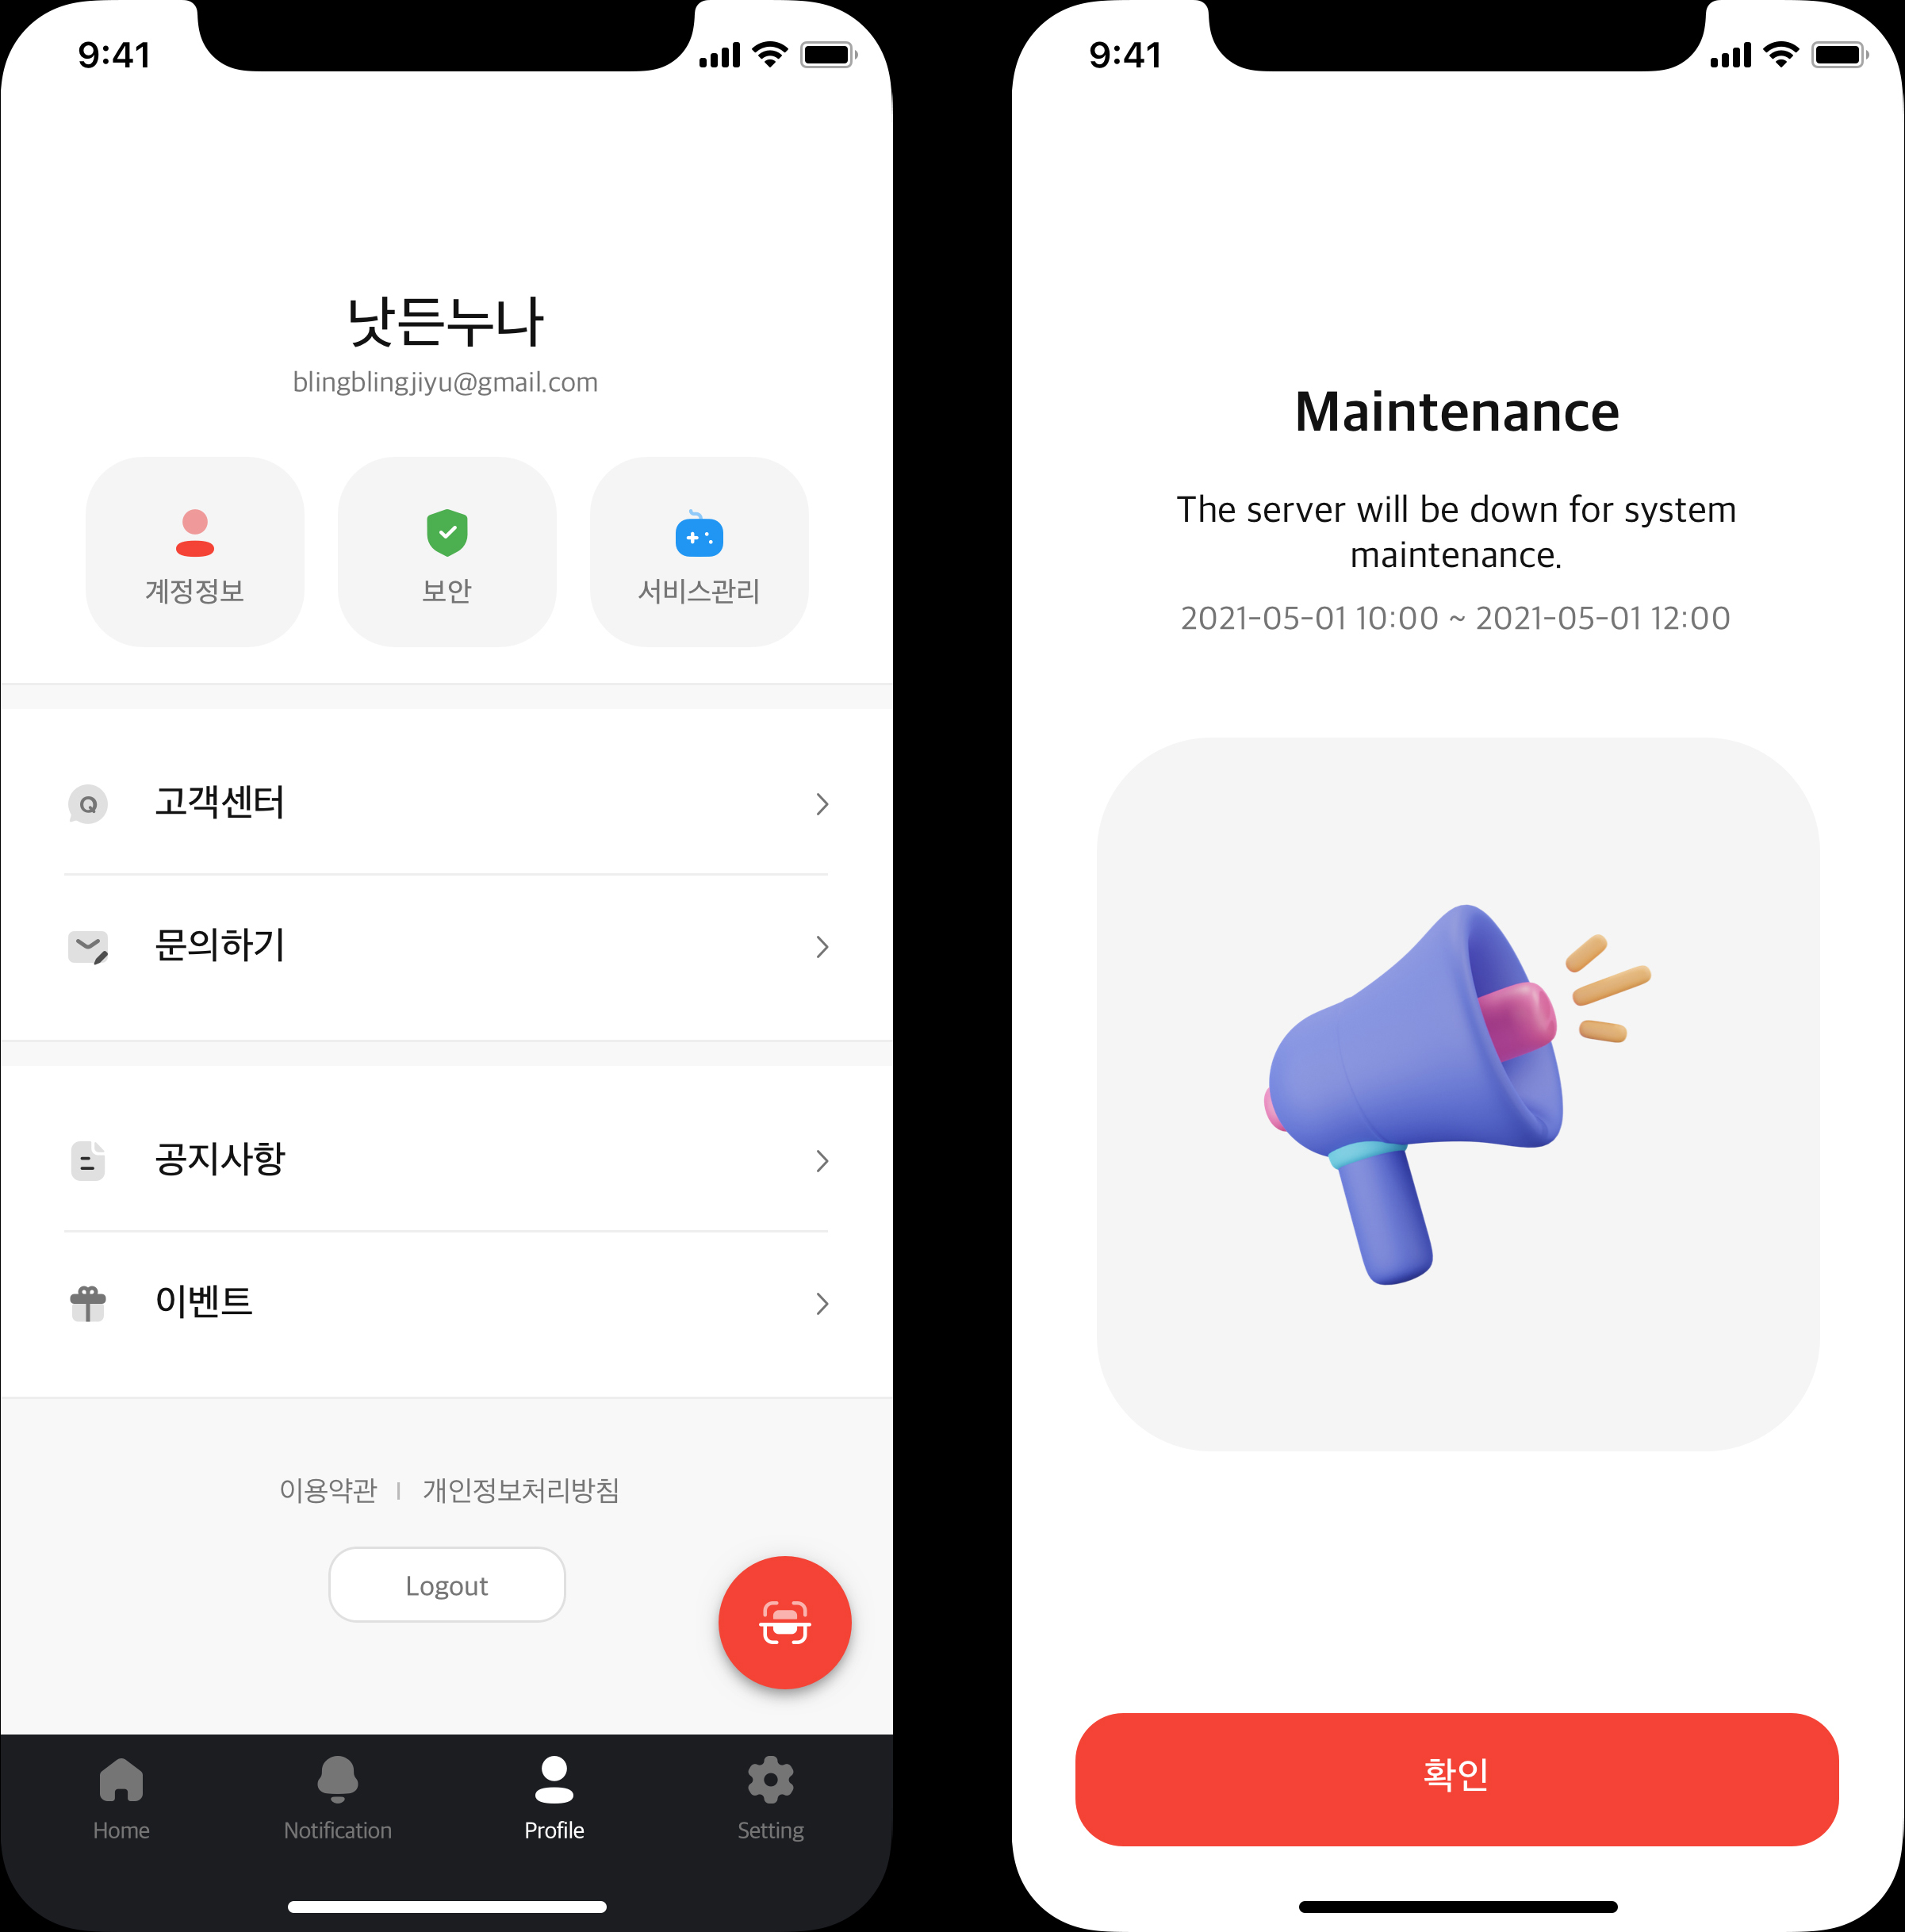 9:41
낫든누나
blingblingjiyu@gmail.com
계정정보
보안
서비스관리
Q
고객센터
문의하기
공지사항
이벤트
이용약관 | 개인정보처리방침
Logout
Home
Notification
Profile
Setting
9:41
Maintenance
The server will be down for system
maintenance.
2021-05-01 10:00 ~ 2021-05-01 12:00
확인